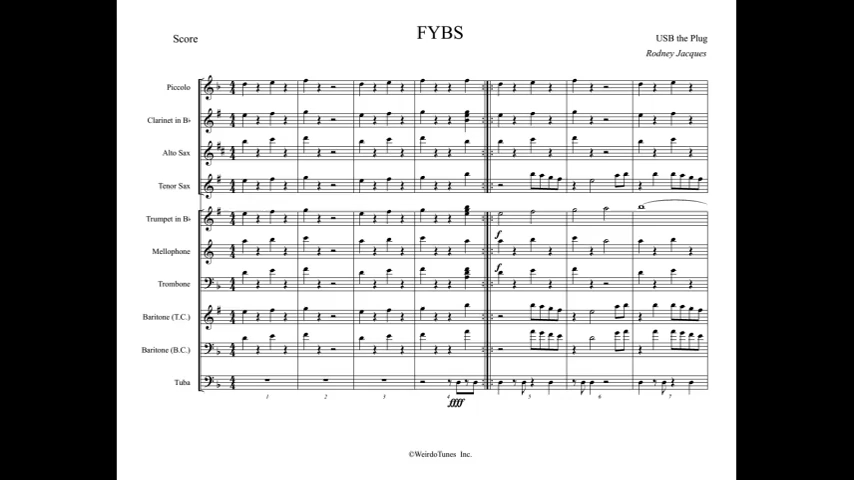 FYBS
Score
USB the Plug
Rodney Jacques
Piccolo
Clarinet in B♭
Alto Sax
Tenor Sax
Trumpet in B♭
Mellophone
f
Trombone
f
Baritone (T.C.)
Baritone (B.C.)
Tuba
1 2 3 4 5 6 7
ffff
©WeirdoTunes Inc.